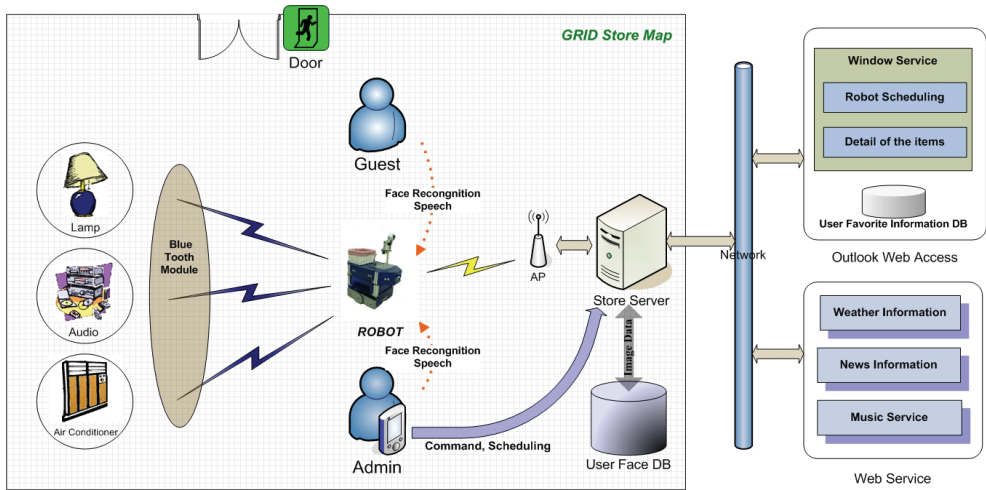 GRID Store Map
Door
Guest
Face Recongnition
Speech
Lamp
Blue
Tooth
Module
Audio
Air Conditioner
ROBOT
Face Recongnition
Speech
AP
Store Server
Image Data
Admin
Command, Scheduling
User Face DB
Network
Window Service
Robot Scheduling
Detail of the items
User Favorite Information DB
Outlook Web Access
Weather Information
News Information
Music Service
Web Service